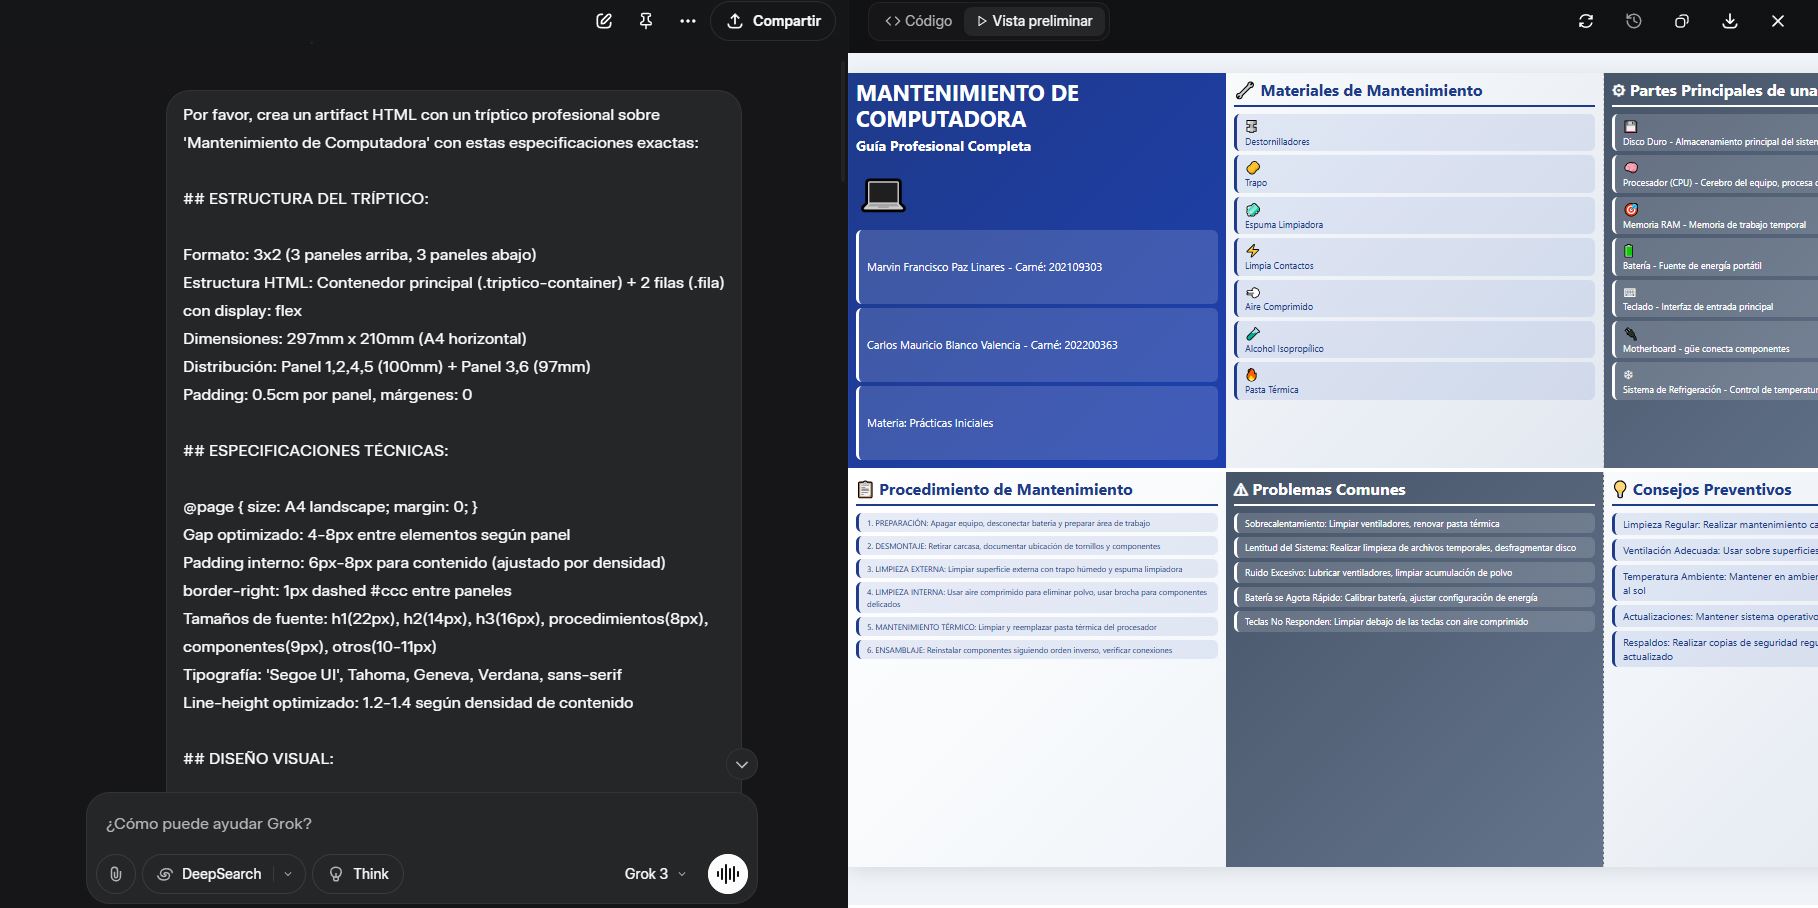 Compartir
Por favor, crea un artifact HTML con un tríptico profesional sobre
'Mantenimiento de Computadora' con estas especificaciones exactas:
## ESTRUCTURA DEL TRÍPTICO:
Formato: 3x2 (3 paneles arriba, 3 paneles abajo)
Estructura HTML: Contenedor principal (.triptico-container) + 2 filas (.fila)
con display: flex
Dimensiones: 297mm x 210mm (A4 horizontal)
Distribución: Panel 1,2,4,5 (100mm) + Panel 3,6 (97mm)
Padding: 0.5cm por panel, márgenes: 0
## ESPECIFICACIONES TÉCNICAS:
@page { size: A4 landscape; margin: 0; }
Gap optimizado: 4-8px entre elementos según panel
Padding interno: 6px-8px para contenido (ajustado por densidad)
border-right: 1px dashed #ccc entre paneles
Tamaños de fuente: h1(22px), h2(14px), h3(16px), procedimientos(8px),
componentes(9px), otros(10-11px)
Tipografía: 'Segoe UI', Tahoma, Geneva, Verdana, sans-serif
Line-height optimizado: 1.2-1.4 según densidad de contenido
## DISEÑO VISUAL:
¿Cómo puede ayudar Grok?
DeepSearch
Think
Grok 3
<> Código
Vista preliminar
MANTENIMIENTO DE
COMPUTADORA
Guía Profesional Completa
Marvin Francisco Paz Linares - Carné: 202109303
Carlos Mauricio Blanco Valencia - Carné: 202200363
Materia: Prácticas Iniciales
Materiales de Mantenimiento
Destornilladores
Trapo
Espuma Limpiadora
Limpia Contactos
Aire Comprimido
Alcohol Isopropílico
Pasta Térmica
Partes Principales de una
Disco Duro - Almacenamiento principal del sistem
Procesador (CPU) - Cerebro del equipo, procesa
Memoria RAM - Memoria de trabajo temporal
Batería - Fuente de energía portátil
Teclado - Interfaz de entrada principal
Motherboard - güe conecta componentes
Sistema de Refrigeración - Control de temperatur
Procedimiento de Mantenimiento
1. PREPARACIÓN: Apagar equipo, desconectar batería y preparar área de trabajo
2. DESMONTAJE: Retirar carcasa, documentar ubicación de tornillos y componentes
3. LIMPIEZA EXTERNA: Limpiar superficie externa con trapo húmedo y espuma limpiadora
4. LIMPIEZA INTERNA: Usar aire comprimido para eliminar polvo, usar brocha para componentes
delicados
5. MANTENIMIENTO TÉRMICO: Limpiar y reemplazar pasta térmica del procesador
6. ENSAMBLAJE: Reinstalar componentes siguiendo orden inverso, verificar conexiones
Problemas Comunes
Sobrecalentamiento: Limpiar ventiladores, renovar pasta térmica
Lentitud del Sistema: Realizar limpieza de archivos temporales, desfragmentar disco
Ruido Excesivo: Lubricar ventiladores, limpiar acumulación de polvo
Batería se Agota Rápido: Calibrar batería, ajustar configuración de energía
Teclas No Responden: Limpiar debajo de las teclas con aire comprimido
Consejos Preventivos
Limpieza Regular: Realizar mantenimiento ca
Ventilación Adecuada: Usar sobre superficies
Temperatura Ambiente: Mantener en ambien
al sol
Actualizaciones: Mantener sistema operativo
Respaldos: Realizar copias de seguridad regu
actualizado